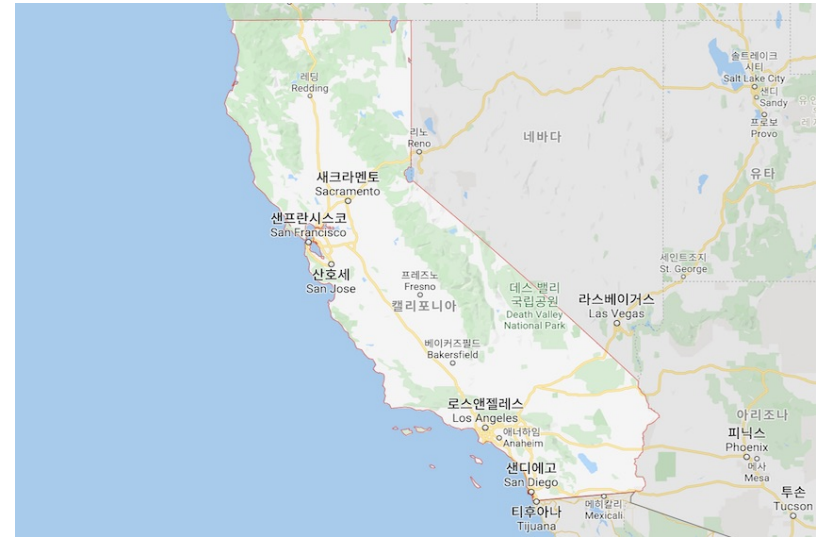 솔트레이크
시티
Salt Lake City
샌디
Sandy
레딩
Redding
프로보
Provo
리노
Reno
네바다
유타
새크라멘토
Sacramento
샌프란시스코
San Francisco
세인트조지
St. George
산호세
San Jose
프레즈노
Fresno
캘리포니아
데스 밸리
국립공원
Death Valley
National Park
라스베이거스
Las Vegas
베이커즈필드
Bakersfield
로스앤젤레스
Los Angeles
애너하임
Anaheim
아리조나
피닉스
Phoenix
메사
Mesa
샌디에고
San Diego
투손
Tucson
티후아나
Tijuana
메히칼리
Mexicali